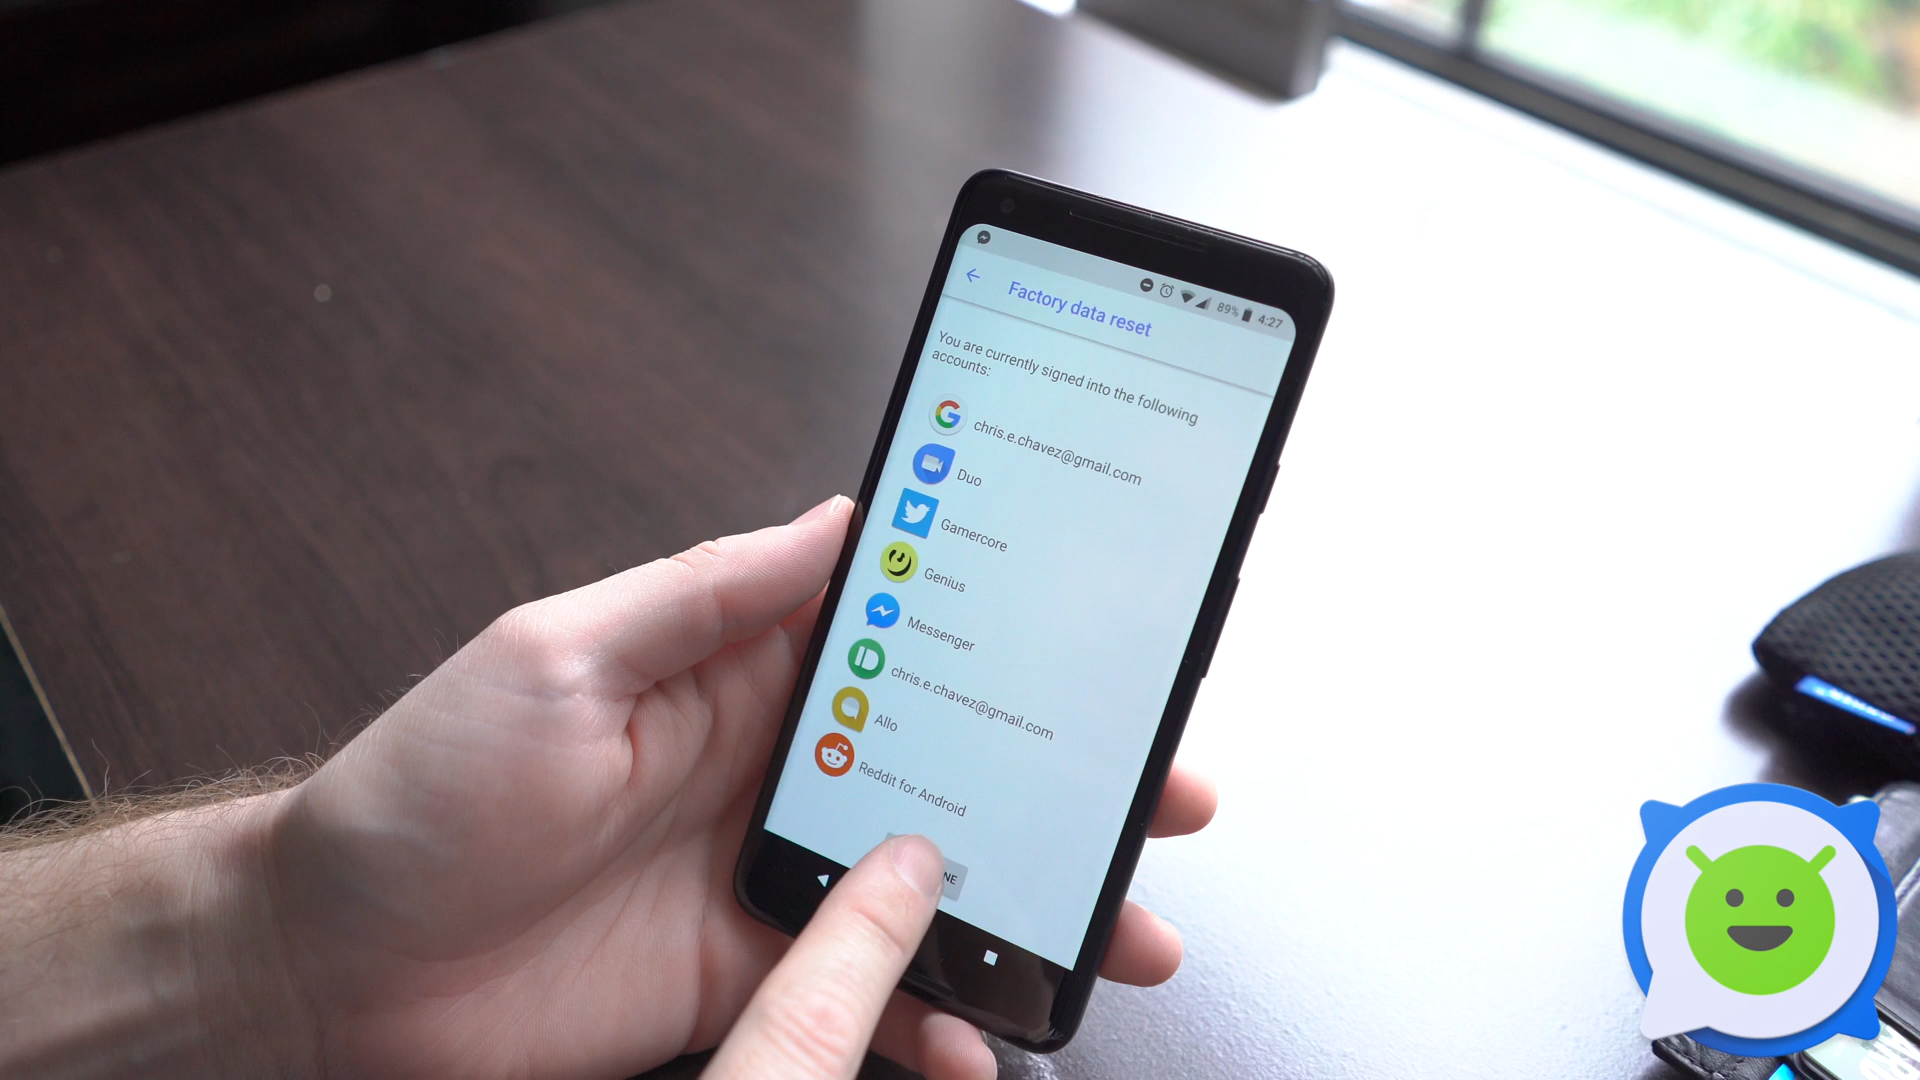 89% 4:27
Factory data reset
You are currently signed into the following
accounts:
chris.e.chavez@gmail.com
Duo
Gamercore
Genius
Messenger
chris.e.chavez@gmail.com
Allo
Reddit for Android